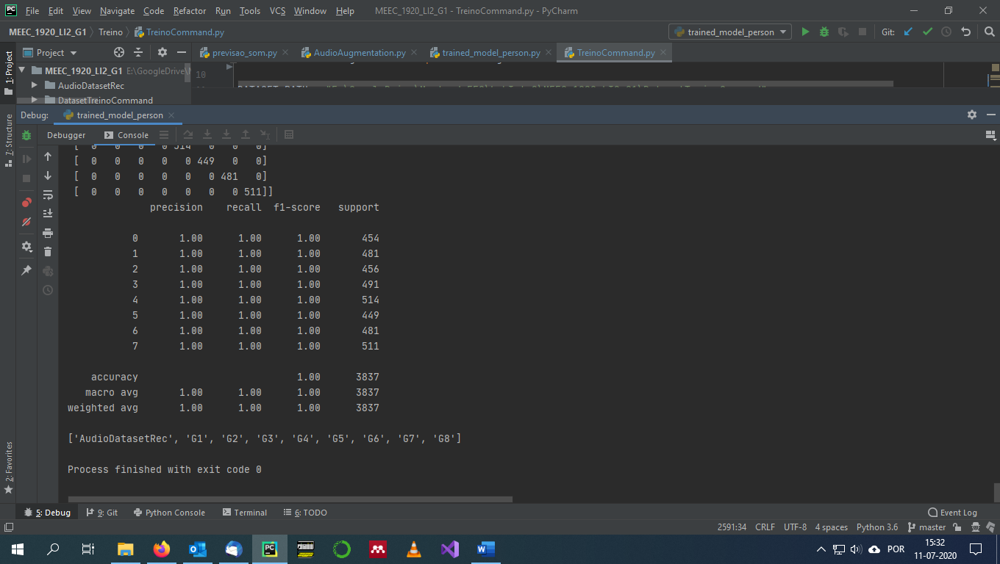 File Edit View Navigate Code Refactor Run Tools VCS Window Help MEEC_1920_LI2_G1 - TreinoCommand.py - PyCharm
MEEC_1920_LI2_G1 Treino TreinoCommand.py trained_model_person Git:
1: Project
Project previsao_som.py AudioAugmentation.py trained_model_person.py TreinoCommand.py
MEEC_1920_LI2_G1 E:\GoogleDrive\
AudioDatasetRec
DatasetTreinoCommand
10
Debug: trained_model_person
Debugger Console
7: Structure
[ 0 0 0 0 514 0 0 0]
[ 0 0 0 0 0 449 0 0]
[ 0 0 0 0 0 0 481 0]
[ 0 0 0 0 0 0 0 511]]
precision recall f1-score support
0 1.00 1.00 1.00 454
1 1.00 1.00 1.00 481
2 1.00 1.00 1.00 456
3 1.00 1.00 1.00 491
4 1.00 1.00 1.00 514
5 1.00 1.00 1.00 449
6 1.00 1.00 1.00 481
7 1.00 1.00 1.00 511
accuracy 1.00 3837
macro avg 1.00 1.00 1.00 3837
weighted avg 1.00 1.00 1.00 3837
['AudioDatasetRec', 'G1', 'G2', 'G3', 'G4', 'G5', 'G6', 'G7', 'G8']
Process finished with exit code 0
2: Favorites
5: Debug 9: Git Python Console Terminal 6: TODO Event Log
2591:34 CRLF UTF-8 4 spaces Python 3.6 master
POR
15:32
11-07-2020